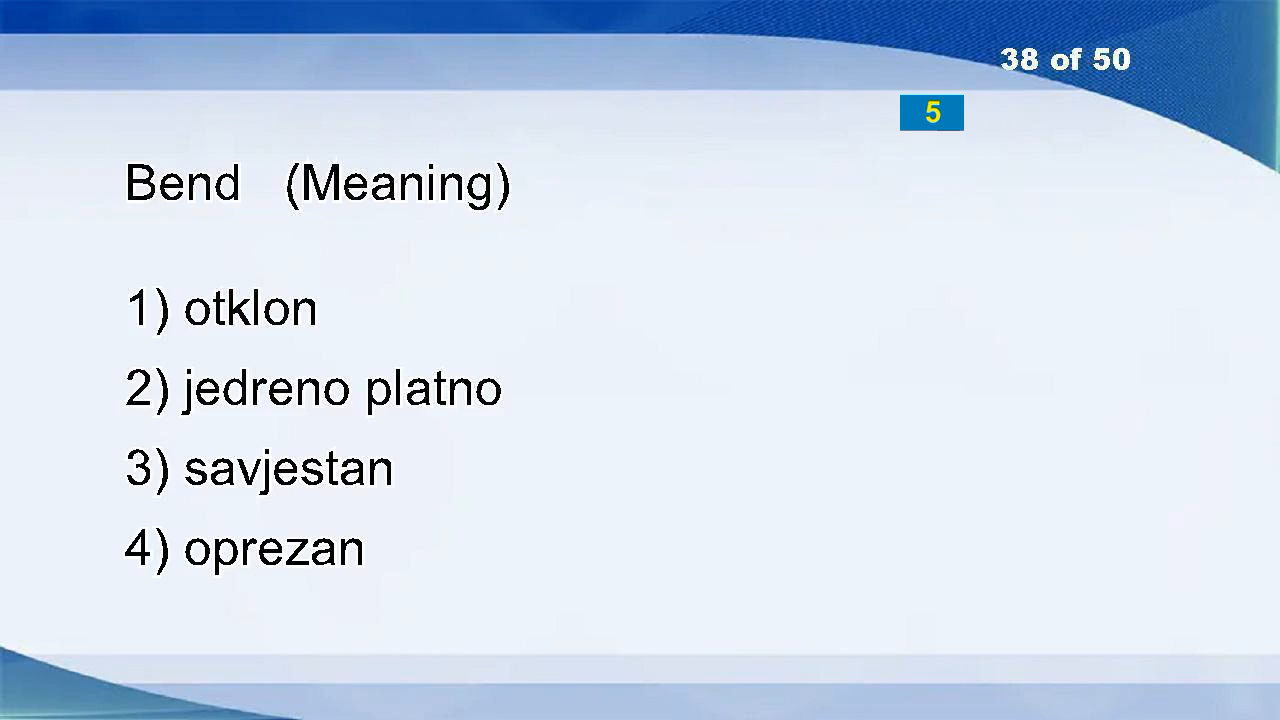 38 of 50
5
Bend (Meaning)
1) otklon
2) jedreno platno
3) savjestan
4) oprezan